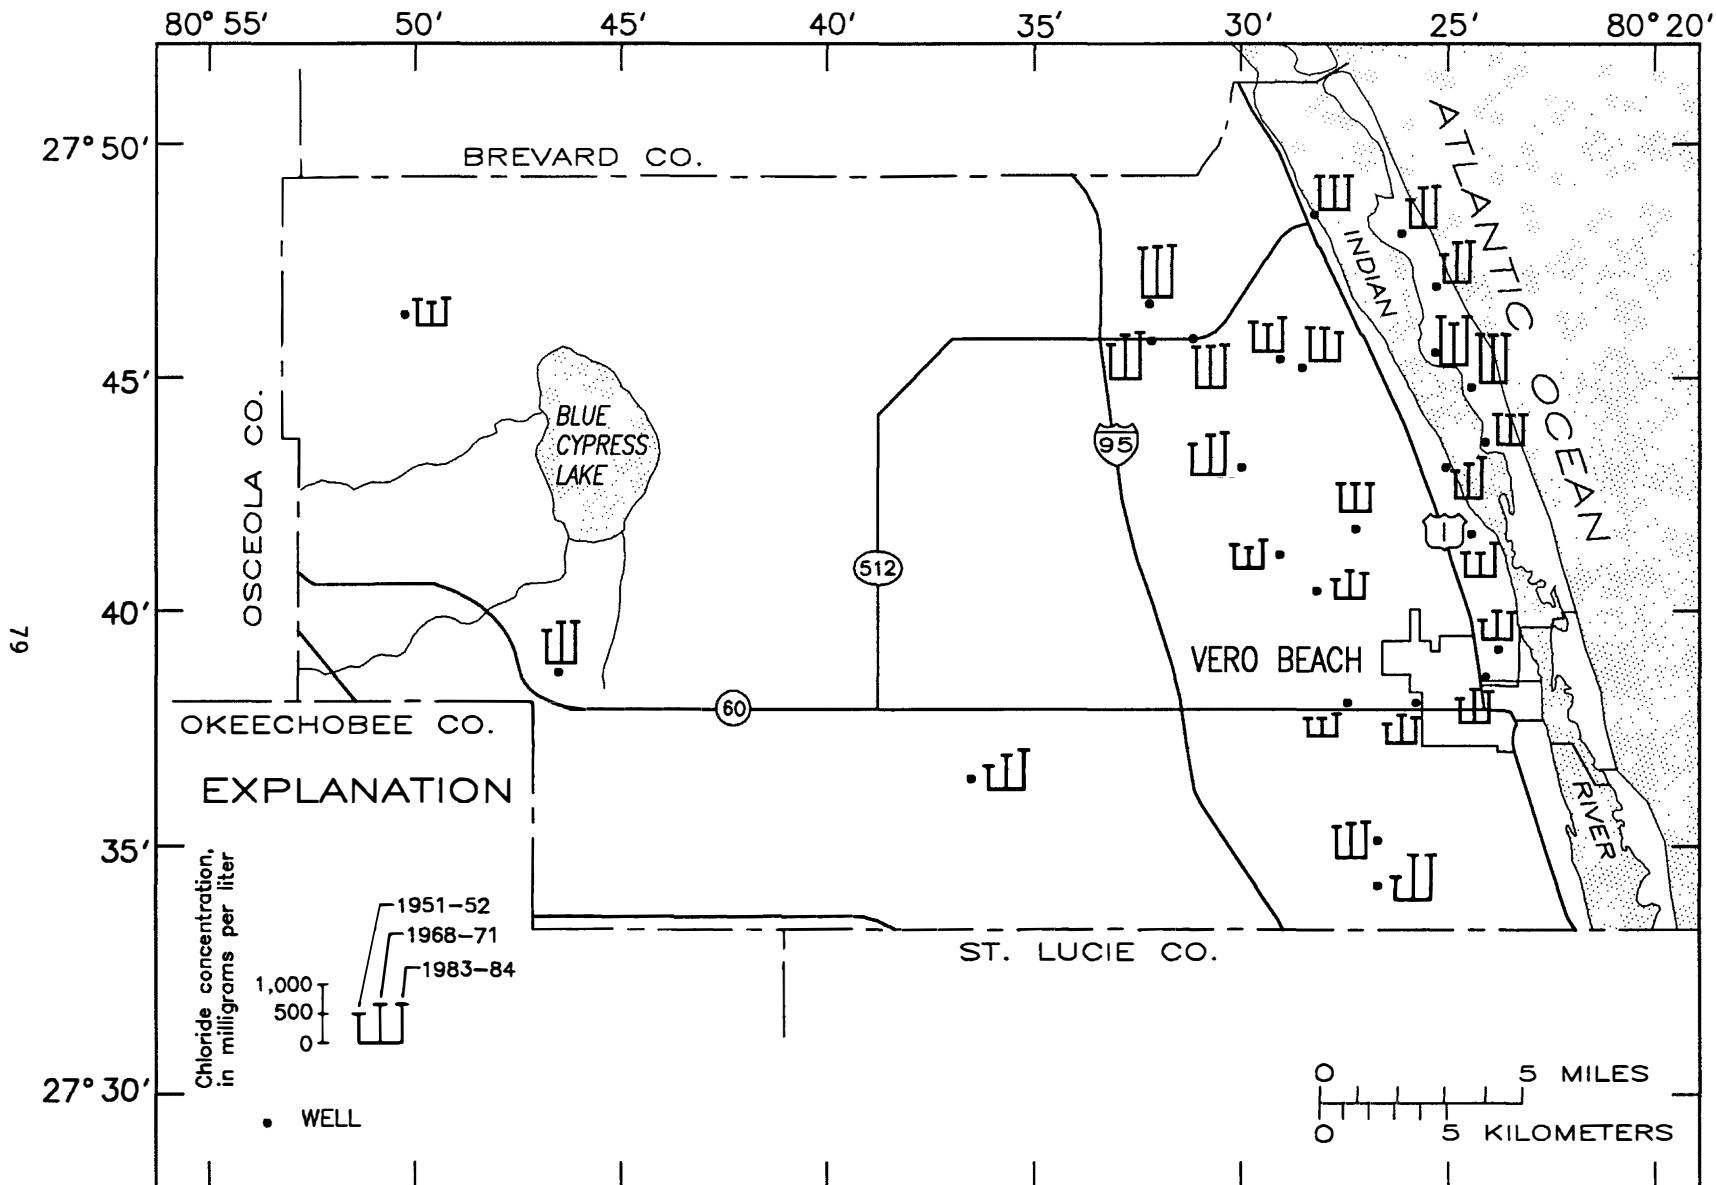 80° 55′ 50′ 45′ 40′ 35′ 30′ 25′ 80° 20′
27° 50′
45′
40′
35′
27° 30′
79
BREVARD CO.
ATLANTIC OCEAN
INDIAN
RIVER
OSCEOLA CO.
BLUE
CYPRESS
LAKE
95
1
512
VERO BEACH
60
OKEECHOBEE CO.
ST. LUCIE CO.
EXPLANATION
Chloride concentration,
in milligrams per liter
1951–52
1968–71
1983–84
1,000
500
0
WELL
0 5 MILES
0 5 KILOMETERS